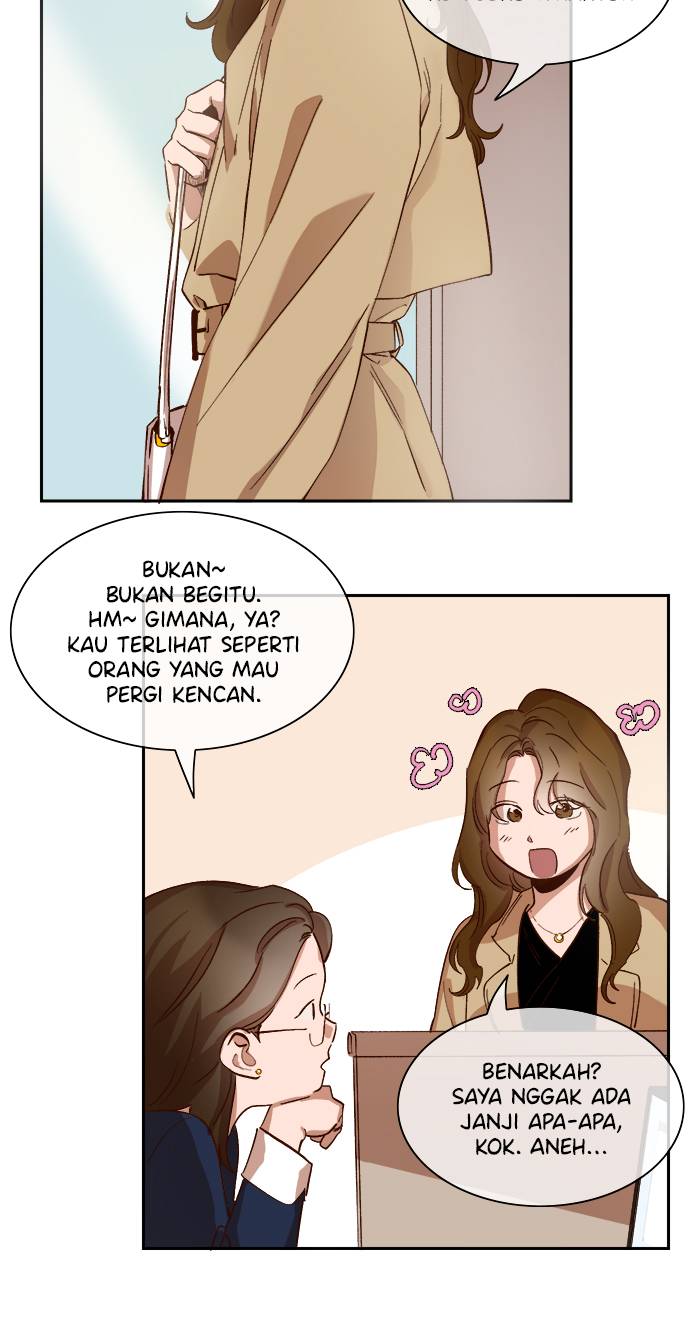 BUKAN~
BUKAN BEGITU.
HM~ GIMANA, YA?
KAU TERLIHAT SEPERTI
ORANG YANG MAU
PERGI KENCAN.
BENARKAH?
SAYA NGGAK ADA
JANJI APA-APA,
KOK. ANEH...